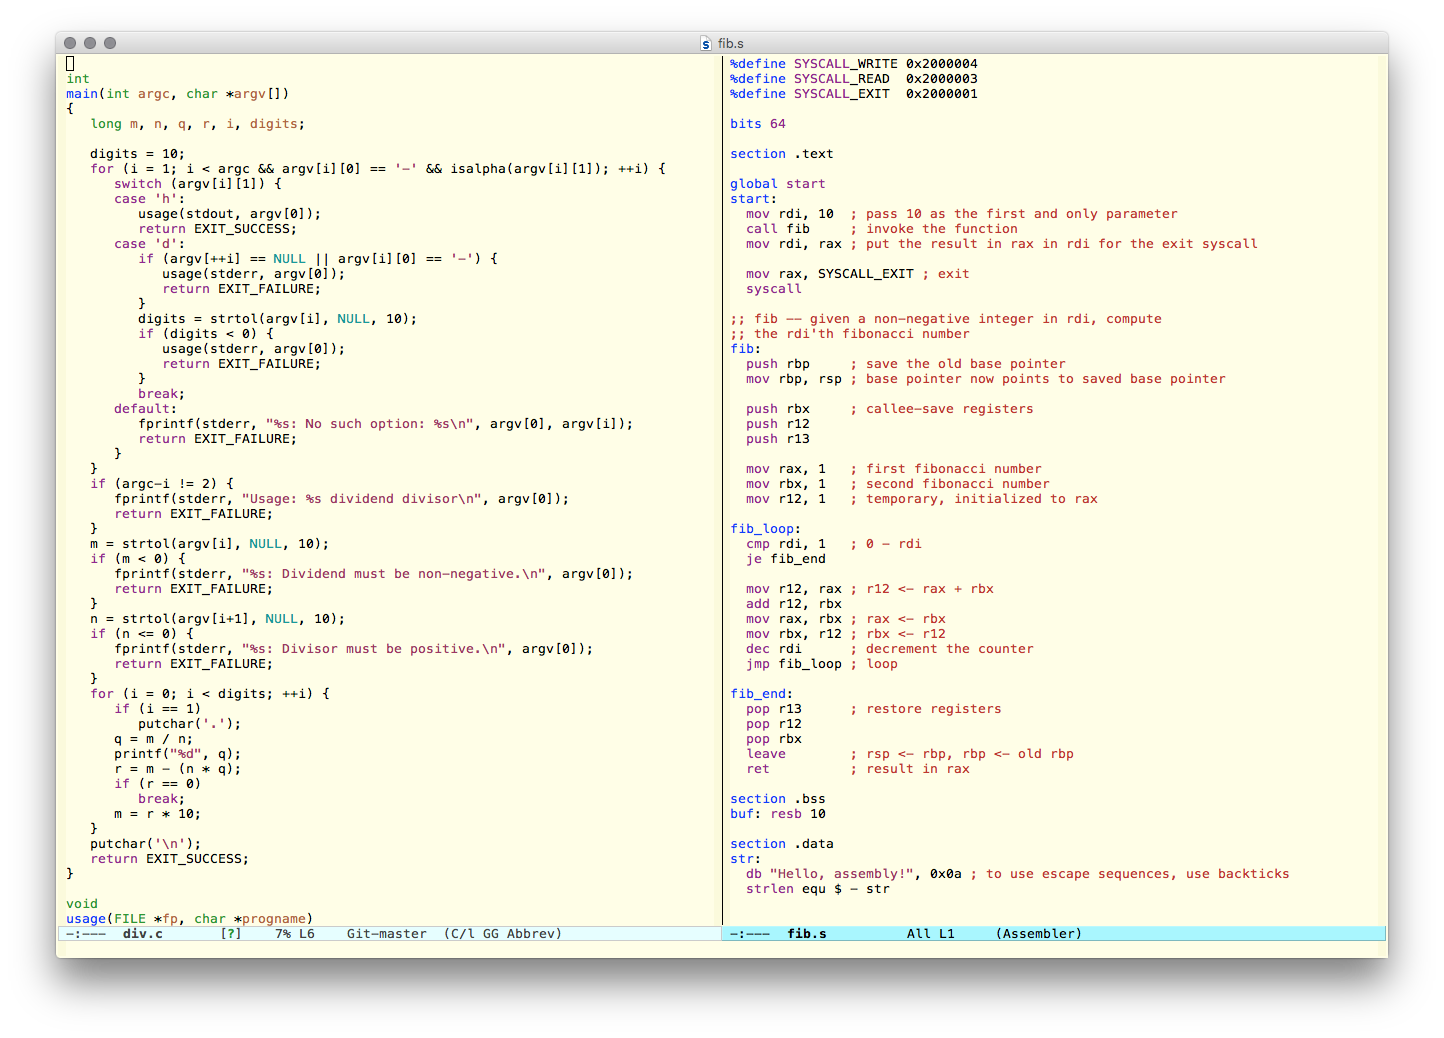 fib.s
int
main(int argc, char *argv[])
{
   long m, n, q, r, i, digits;

   digits = 10;
   for (i = 1; i < argc && argv[i][0] == '-' && isalpha(argv[i][1]); ++i) {
      switch (argv[i][1]) {
      case 'h':
         usage(stdout, argv[0]);
         return EXIT_SUCCESS;
      case 'd':
         if (argv[++i] == NULL || argv[i][0] == '-') {
            usage(stderr, argv[0]);
            return EXIT_FAILURE;
         }
         digits = strtol(argv[i], NULL, 10);
         if (digits < 0) {
            usage(stderr, argv[0]);
            return EXIT_FAILURE;
         }
         break;
      default:
         fprintf(stderr, "%s: No such option: %s\n", argv[0], argv[i]);
         return EXIT_FAILURE;
      }
   }
   if (argc-i != 2) {
      fprintf(stderr, "Usage: %s dividend divisor\n", argv[0]);
      return EXIT_FAILURE;
   }
   m = strtol(argv[i], NULL, 10);
   if (m < 0) {
      fprintf(stderr, "%s: Dividend must be non-negative.\n", argv[0]);
      return EXIT_FAILURE;
   }
   n = strtol(argv[i+1], NULL, 10);
   if (n <= 0) {
      fprintf(stderr, "%s: Divisor must be positive.\n", argv[0]);
      return EXIT_FAILURE;
   }
   for (i = 0; i < digits; ++i) {
      if (i == 1)
         putchar('.');
      q = m / n;
      printf("%d", q);
      r = m - (n * q);
      if (r == 0)
         break;
      m = r * 10;
   }
   putchar('\n');
   return EXIT_SUCCESS;
}

void
usage(FILE *fp, char *progname)
-:--- div.c [?] 7% L6 Git-master (C/l GG Abbrev)
%define SYSCALL_WRITE 0x2000004
%define SYSCALL_READ  0x2000003
%define SYSCALL_EXIT  0x2000001

bits 64

section .text

global start
start:
  mov rdi, 10  ; pass 10 as the first and only parameter
  call fib     ; invoke the function
  mov rdi, rax ; put the result in rax in rdi for the exit syscall

  mov rax, SYSCALL_EXIT ; exit
  syscall

;; fib -- given a non-negative integer in rdi, compute
;; the rdi'th fibonacci number
fib:
  push rbp     ; save the old base pointer
  mov rbp, rsp ; base pointer now points to saved base pointer

  push rbx     ; callee-save registers
  push r12
  push r13

  mov rax, 1   ; first fibonacci number
  mov rbx, 1   ; second fibonacci number
  mov r12, 1   ; temporary, initialized to rax

fib_loop:
  cmp rdi, 1   ; 0 - rdi
  je fib_end

  mov r12, rax ; r12 <- rax + rbx
  add r12, rbx
  mov rax, rbx ; rax <- rbx
  mov rbx, r12 ; rbx <- r12
  dec rdi      ; decrement the counter
  jmp fib_loop ; loop

fib_end:
  pop r13      ; restore registers
  pop r12
  pop rbx
  leave        ; rsp <- rbp, rbp <- old rbp
  ret          ; result in rax

section .bss
buf: resb 10

section .data
str:
  db "Hello, assembly!", 0x0a ; to use escape sequences, use backticks
  strlen equ $ - str
-:--- fib.s All L1 (Assembler)